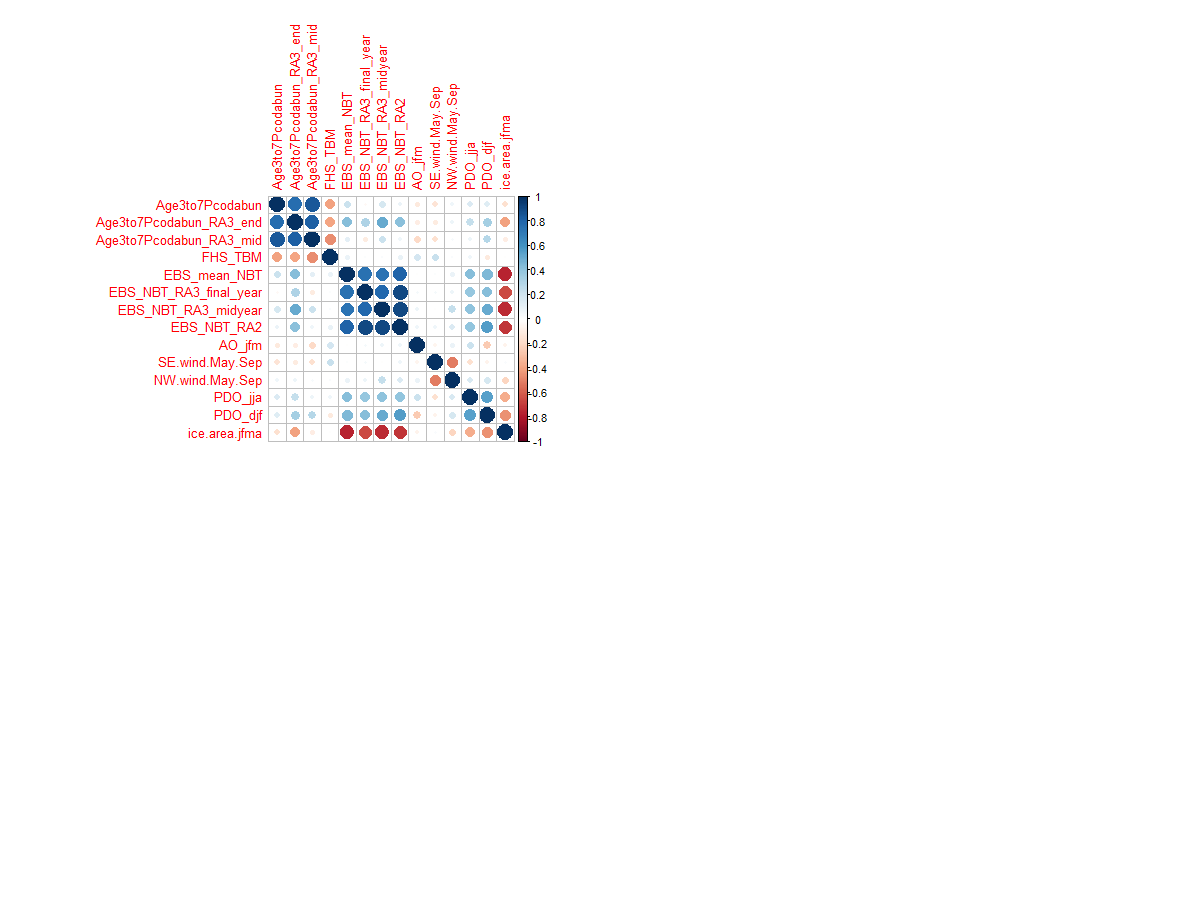 Age3to7Pcodabun
Age3to7Pcodabun_RA3_end
Age3to7Pcodabun_RA3_mid
FHS_TBM
EBS_mean_NBT
EBS_NBT_RA3_final_year
EBS_NBT_RA3_midyear
EBS_NBT_RA2
AO_jfm
SE.wind.May.Sep
NW.wind.May.Sep
PDO_jja
PDO_djf
ice.area.jfma
Age3to7Pcodabun
Age3to7Pcodabun_RA3_end
Age3to7Pcodabun_RA3_mid
FHS_TBM
EBS_mean_NBT
EBS_NBT_RA3_final_year
EBS_NBT_RA3_midyear
EBS_NBT_RA2
AO_jfm
SE.wind.May.Sep
NW.wind.May.Sep
PDO_jja
PDO_djf
ice.area.jfma
1
0.8
0.6
0.4
0.2
0
-0.2
-0.4
-0.6
-0.8
-1